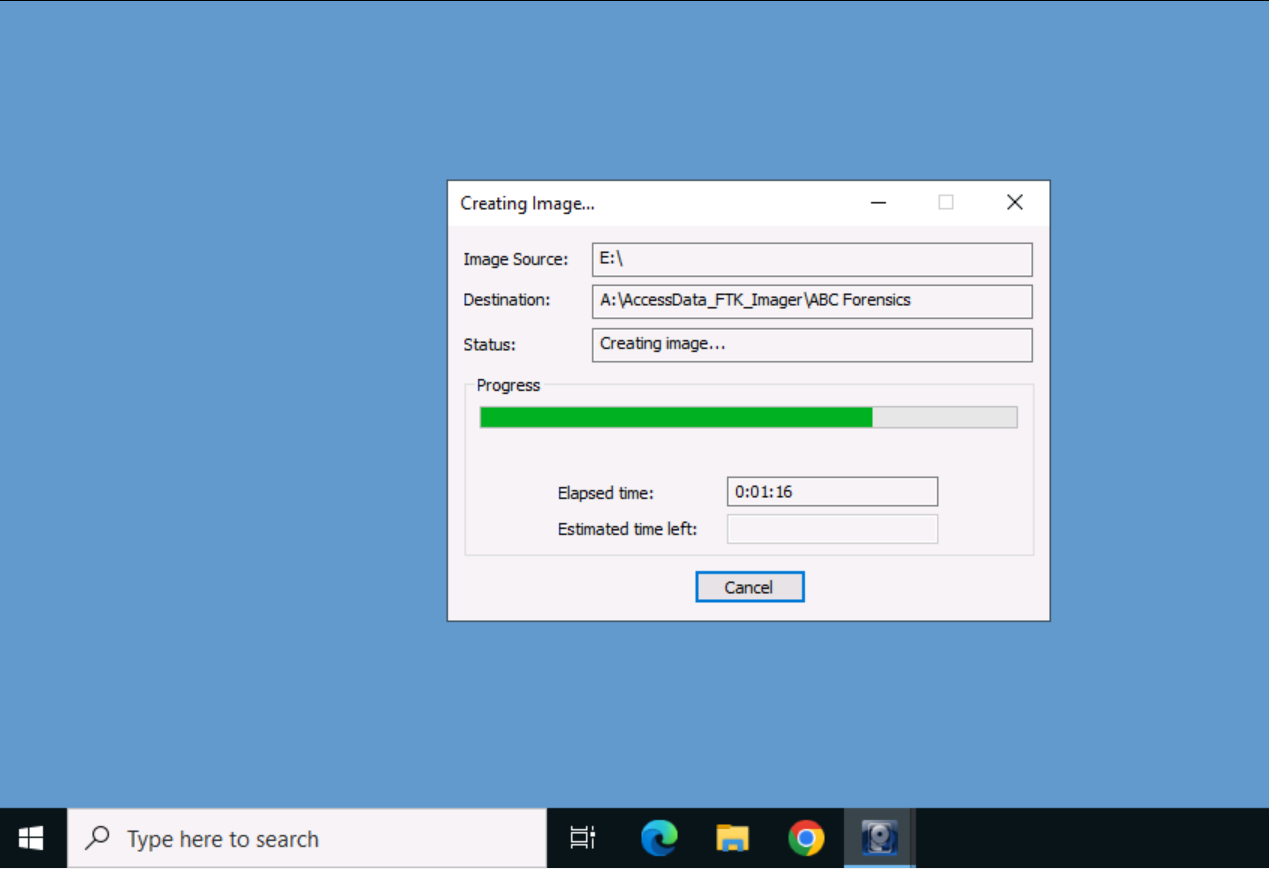 Creating Image...
Image Source: E:\
Destination: A:\AccessData_FTK_Imager\ABC Forensics
Status: Creating image...
Progress
Elapsed time: 0:01:16
Estimated time left:
Cancel
Type here to search